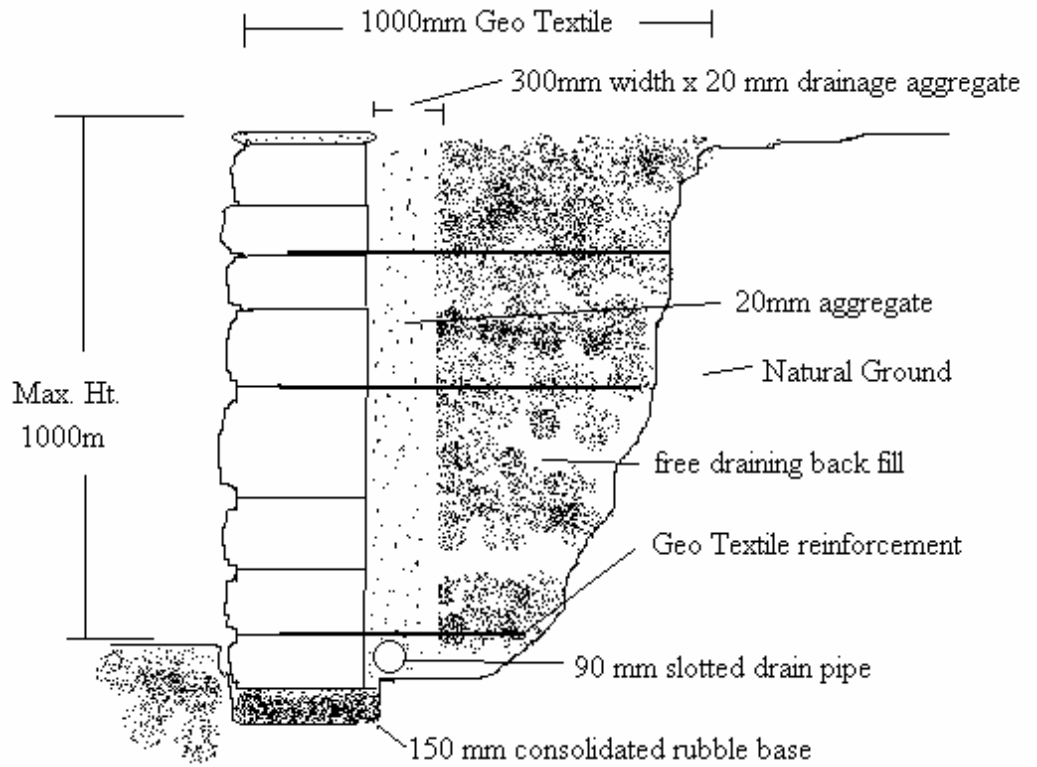 1000mm Geo Textile
300mm width x 20 mm drainage aggregate
20mm aggregate
Natural Ground
Max. Ht.
1000m
free draining back fill
Geo Textile reinforcement
90 mm slotted drain pipe
150 mm consolidated rubble base